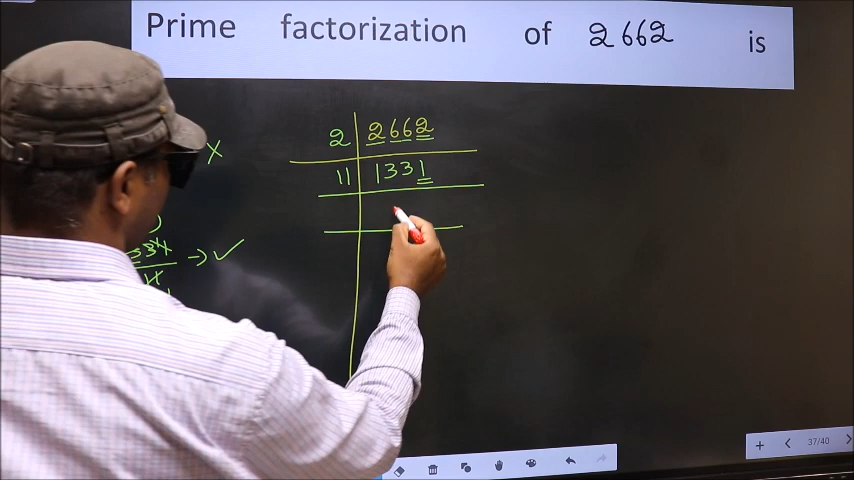 Prime factorization of 2662 is
2 2662
11 1331
37/40